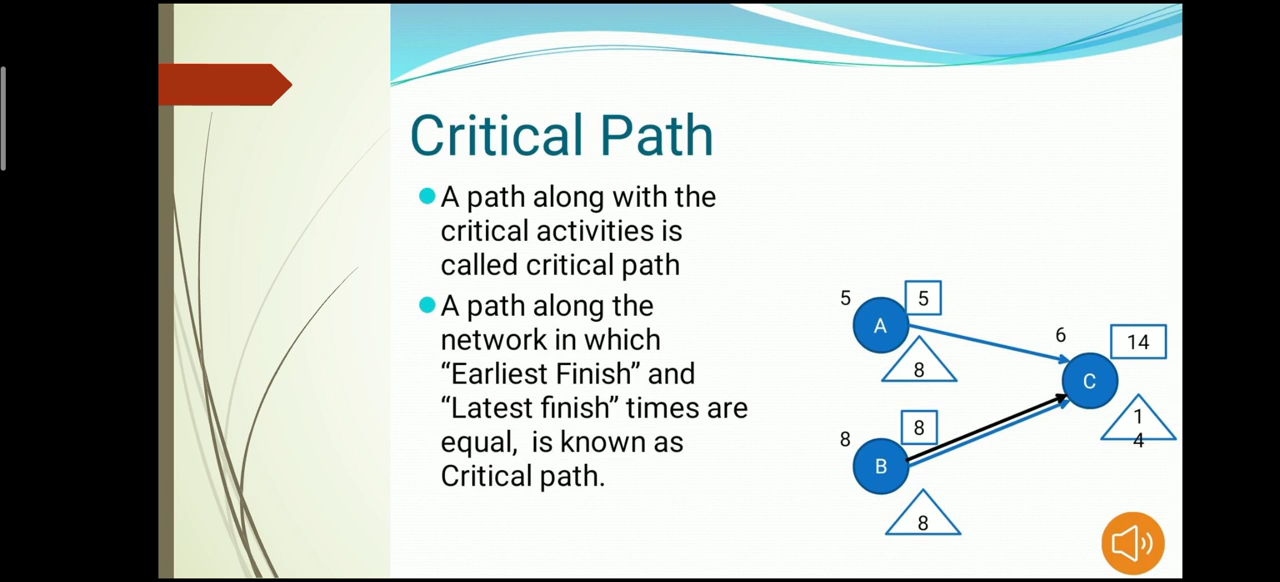 Critical Path
A path along with the
critical activities is
called critical path
A path along the
network in which
“Earliest Finish” and
“Latest finish” times are
equal,  is known as
Critical path.
5
5
A
8
6
14
C
1
4
8
8
B
8